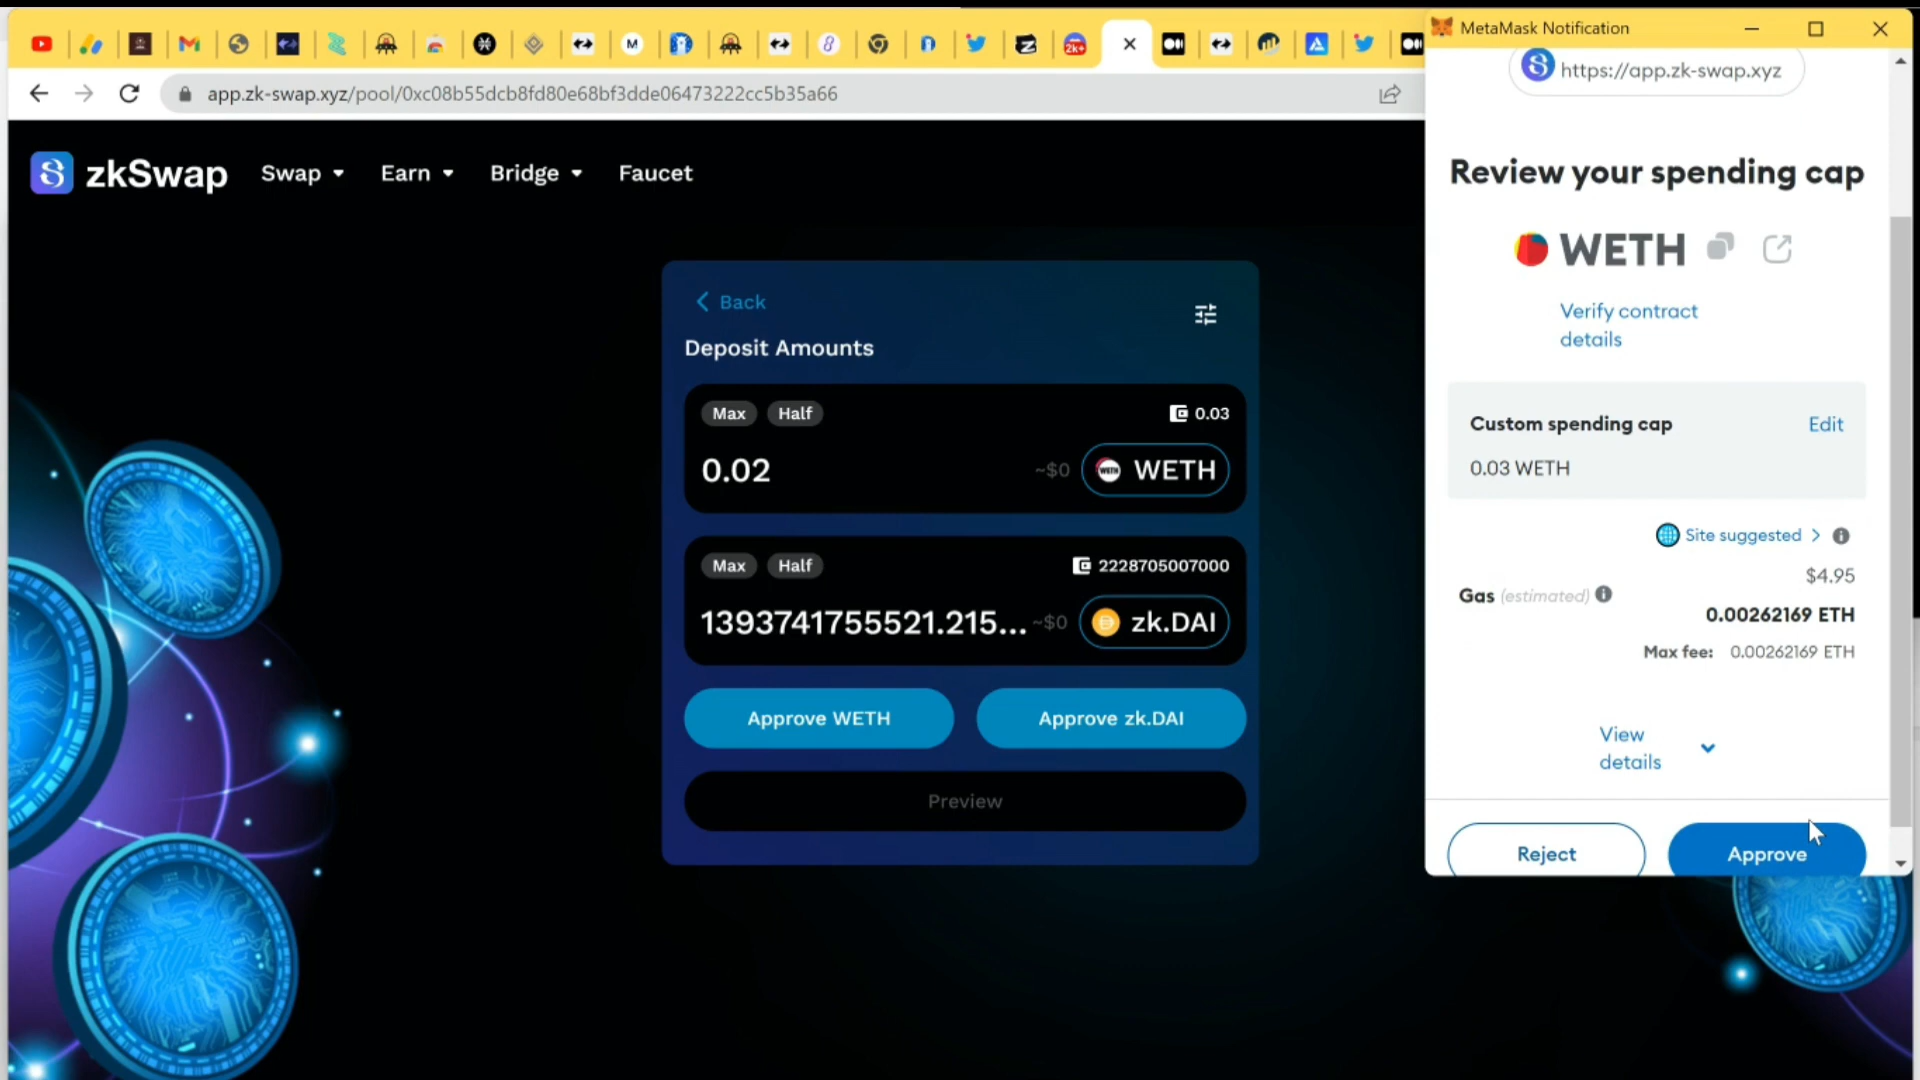 MetaMask Notification
app.zk-swap.xyz/pool/0xc08b55dcb8fd80e68bf3dde06473222cc5b35a66
https://app.zk-swap.xyz
zkSwap
Swap
Earn
Bridge
Faucet
Back
Deposit Amounts
Max
Half
0.03
0.02
~$0
WETH
Max
Half
2228705007000
1393741755521.215...
~$0
zk.DAI
Approve WETH
Approve zk.DAI
Preview
Review your spending cap
WETH
Verify contract
details
Custom spending cap
Edit
0.03 WETH
Site suggested >
$4.95
Gas (estimated)
0.00262169 ETH
Max fee: 0.00262169 ETH
View
details
Reject
Approve